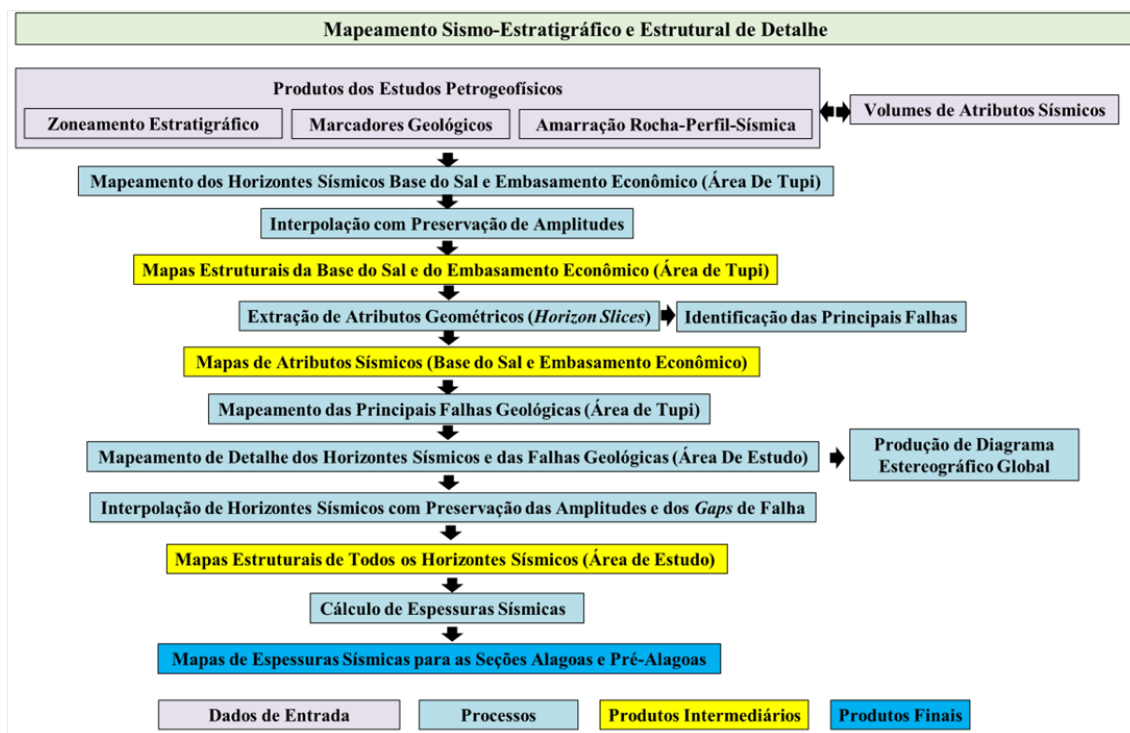 Mapeamento Sismo-Estratigráfico e Estrutural de Detalhe
Produtos dos Estudos Petrogeofísicos
Zoneamento Estratigráfico
Marcadores Geológicos
Amarração Rocha-Perfil-Sísmica
Volumes de Atributos Sísmicos
Mapeamento dos Horizontes Sísmicos Base do Sal e Embasamento Econômico (Área De Tupi)
Interpolação com Preservação de Amplitudes
Mapas Estruturais da Base do Sal e do Embasamento Econômico (Área de Tupi)
Extração de Atributos Geométricos (Horizon Slices)
Identificação das Principais Falhas
Mapas de Atributos Sísmicos (Base do Sal e Embasamento Econômico)
Mapeamento das Principais Falhas Geológicas (Área de Tupi)
Mapeamento de Detalhe dos Horizontes Sísmicos e das Falhas Geológicas (Área De Estudo)
Produção de Diagrama
Estereográfico Global
Interpolação de Horizontes Sísmicos com Preservação das Amplitudes e dos Gaps de Falha
Mapas Estruturais de Todos os Horizontes Sísmicos (Área de Estudo)
Cálculo de Espessuras Sísmicas
Mapas de Espessuras Sísmicas para as Seções Alagoas e Pré-Alagoas
Dados de Entrada
Processos
Produtos Intermediários
Produtos Finais